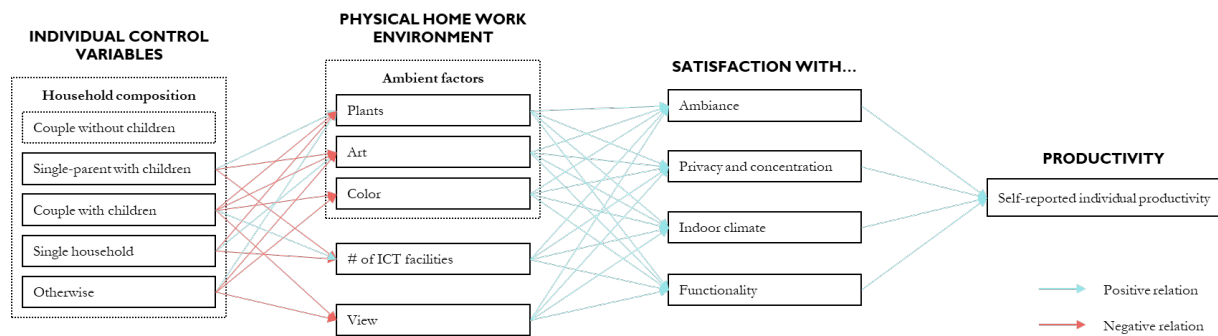 INDIVIDUAL CONTROL
VARIABLES
Household composition
Couple without children
Single-parent with children
Couple with children
Single household
Otherwise
PHYSICAL HOME WORK
ENVIRONMENT
Ambient factors
Plants
Art
Color
# of ICT facilities
View
SATISFACTION WITH...
Ambiance
Privacy and concentration
Indoor climate
Functionality
PRODUCTIVITY
Self-reported individual productivity
Positive relation
Negative relation